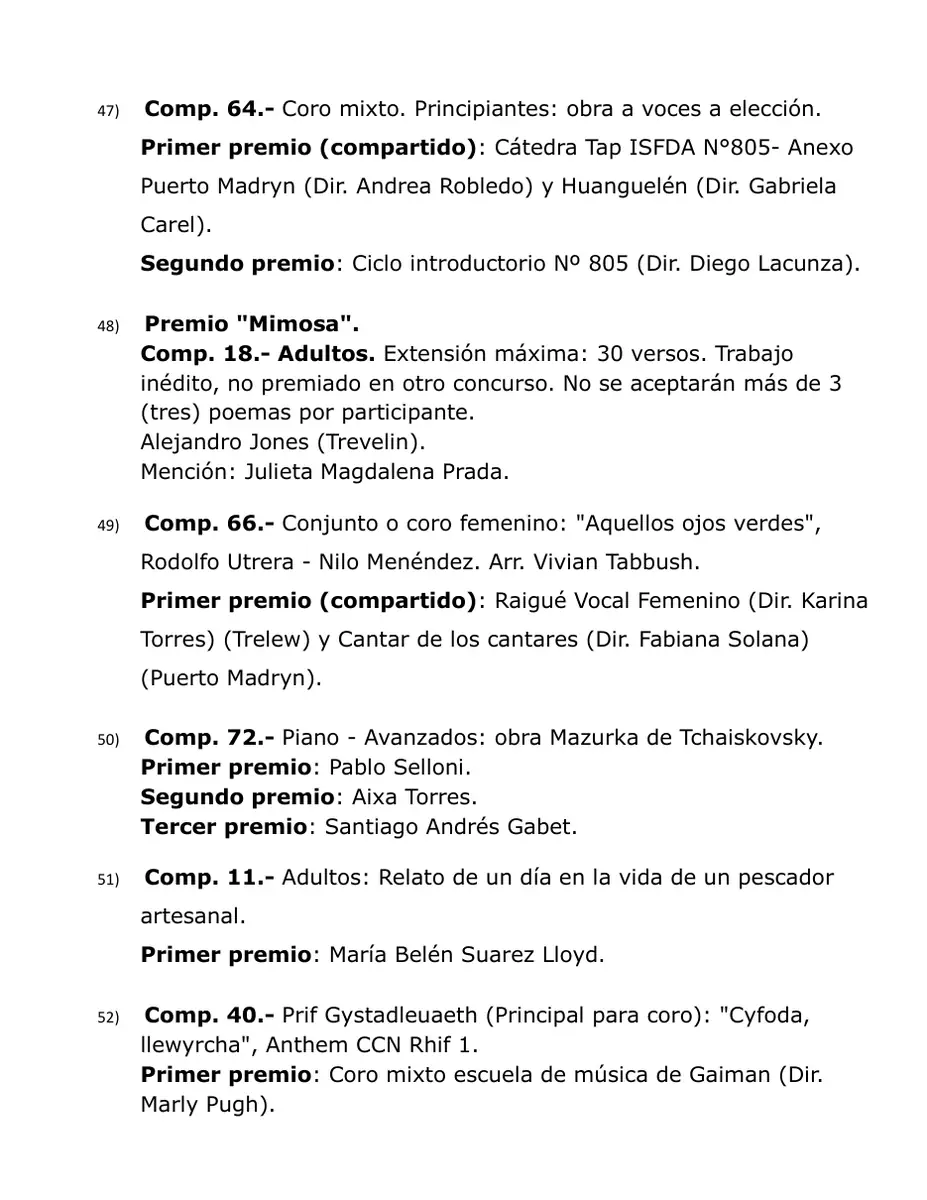 47) Comp. 64.- Coro mixto. Principiantes: obra a voces a elección.
Primer premio (compartido): Cátedra Tap ISFDA N°805- Anexo
Puerto Madryn (Dir. Andrea Robledo) y Huanguelén (Dir. Gabriela
Carel).
Segundo premio: Ciclo introductorio Nº 805 (Dir. Diego Lacunza).
48) Premio "Mimosa".
Comp. 18.- Adultos. Extensión máxima: 30 versos. Trabajo
inédito, no premiado en otro concurso. No se aceptarán más de 3
(tres) poemas por participante.
Alejandro Jones (Trevelin).
Mención: Julieta Magdalena Prada.
49) Comp. 66.- Conjunto o coro femenino: "Aquellos ojos verdes",
Rodolfo Utrera - Nilo Menéndez. Arr. Vivian Tabbush.
Primer premio (compartido): Raigué Vocal Femenino (Dir. Karina
Torres) (Trelew) y Cantar de los cantares (Dir. Fabiana Solana)
(Puerto Madryn).
50) Comp. 72.- Piano - Avanzados: obra Mazurka de Tchaiskovsky.
Primer premio: Pablo Selloni.
Segundo premio: Aixa Torres.
Tercer premio: Santiago Andrés Gabet.
51) Comp. 11.- Adultos: Relato de un día en la vida de un pescador
artesanal.
Primer premio: María Belén Suarez Lloyd.
52) Comp. 40.- Prif Gystadleuaeth (Principal para coro): "Cyfoda,
llewyrcha", Anthem CCN Rhif 1.
Primer premio: Coro mixto escuela de música de Gaiman (Dir.
Marly Pugh).